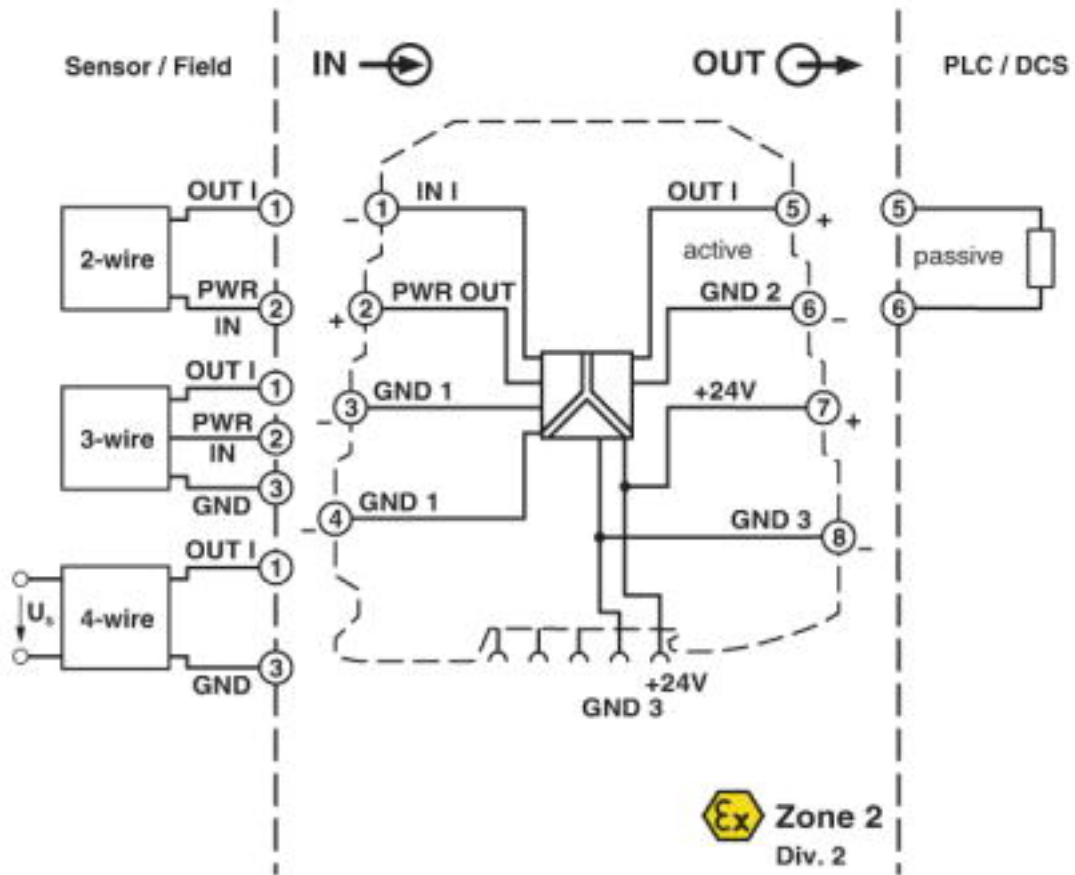 Sensor / Field
IN
OUT
PLC / DCS
OUT I
1
2-wire
PWR
IN
2
OUT I
1
3-wire
PWR
IN
2
GND
3
OUT I
1
Us
4-wire
GND
3
1
IN I
-
2
PWR OUT
+
3
GND 1
-
4
GND 1
-
OUT I
5
+
active
GND 2
6
-
+24V
7
+
GND 3
8
-
+24V
GND 3
5
passive
6
Ex
Zone 2
Div. 2